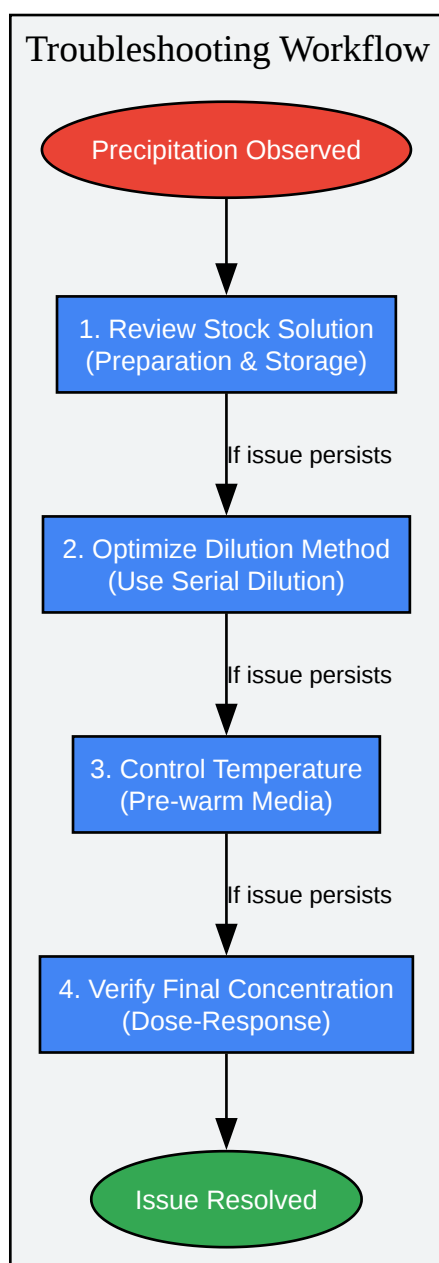 Troubleshooting Workflow
Precipitation Observed
1. Review Stock Solution
(Preparation & Storage)
If issue persists
2. Optimize Dilution Method
(Use Serial Dilution)
If issue persists
3. Control Temperature
(Pre-warm Media)
If issue persists
4. Verify Final Concentration
(Dose-Response)
Issue Resolved